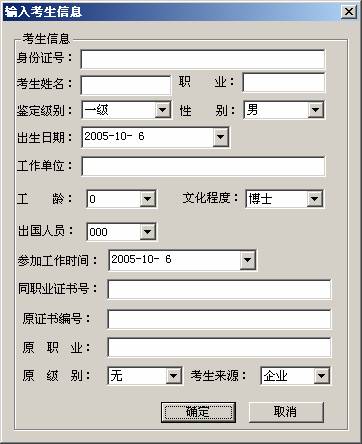 输入考生信息
考生信息
身份证号：
考生姓名： 职 业：
鉴定级别： 一级 性 别： 男
出生日期： 2005-10- 6
工作单位：
工 龄： 0 文化程度： 博士
出国人员： 000
参加工作时间： 2005-10- 6
同职业证书号：
原证书编号：
原 职 业：
原 级 别： 无 考生来源： 企业
确定 取消